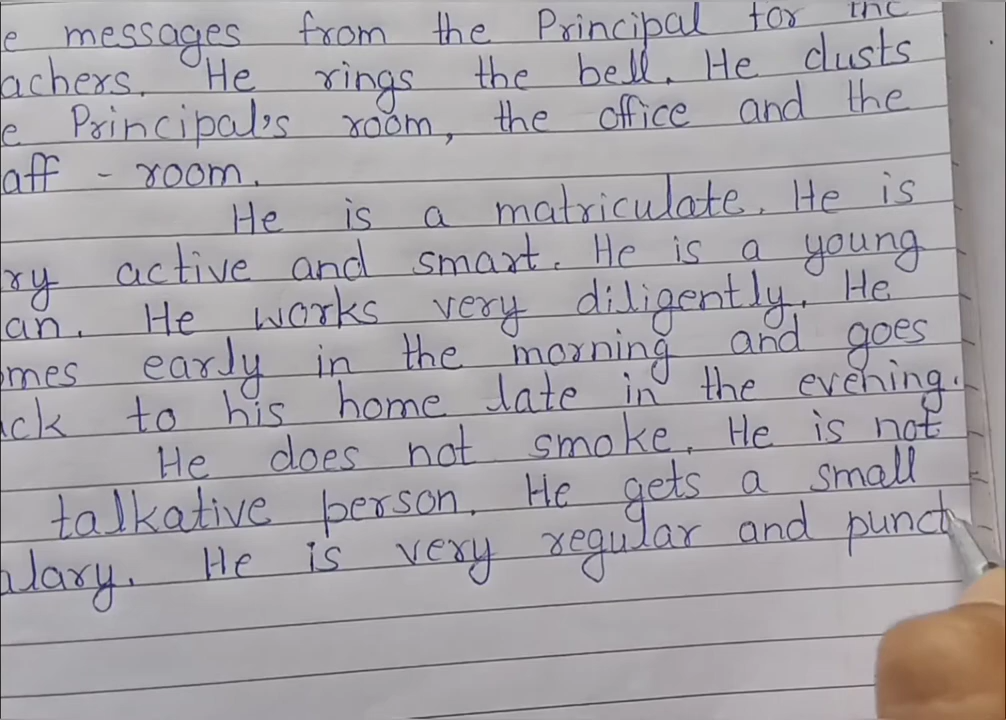 e messages from the Principal for the
achers. He rings the bell. He dusts
e Principal's room, the office and the
aff - room.
He is a matriculate. He is
ry active and smart. He is a young
an. He works very diligently. He
omes early in the morning and goes
ack to his home late in the evening.
He does not smoke. He is not
talkative person. He gets a small
alary. He is very regular and punct